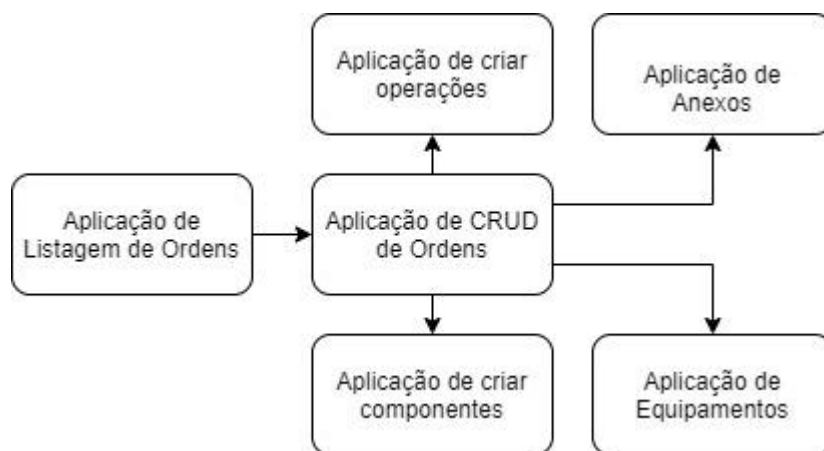 Aplicação de criar
operações
Aplicação de
Anexos
Aplicação de
Listagem de Ordens
Aplicação de CRUD
de Ordens
Aplicação de criar
componentes
Aplicação de
Equipamentos